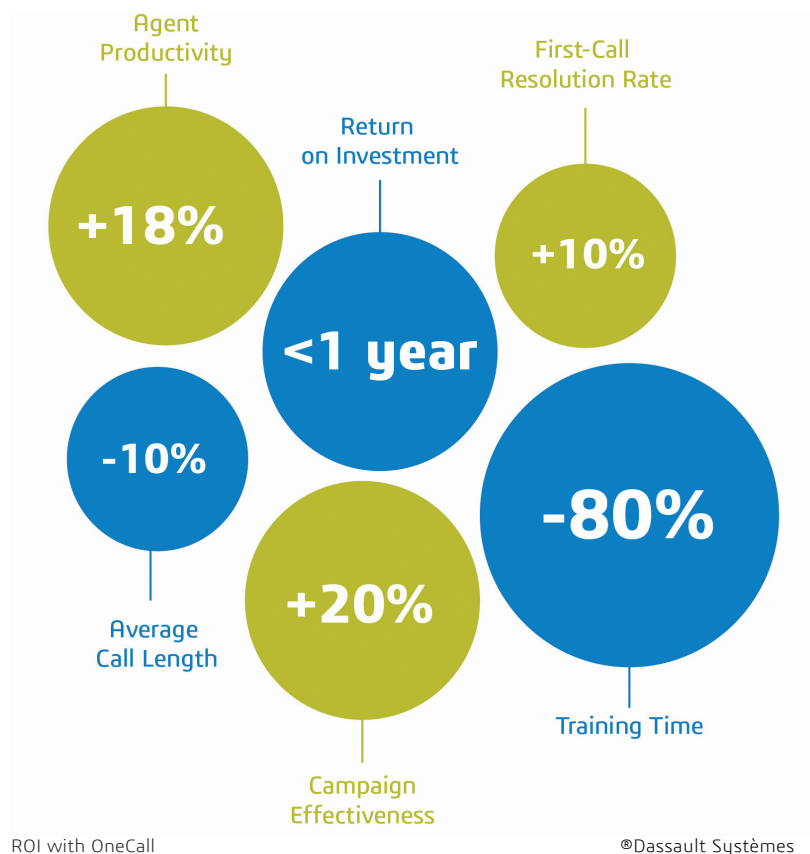 Agent
Productivity
+18%
First-Call
Resolution Rate
+10%
Return
on Investment
<1 year
-10%
Average
Call Length
+20%
Campaign
Effectiveness
-80%
Training Time
ROI with OneCall
®Dassault Systèmes